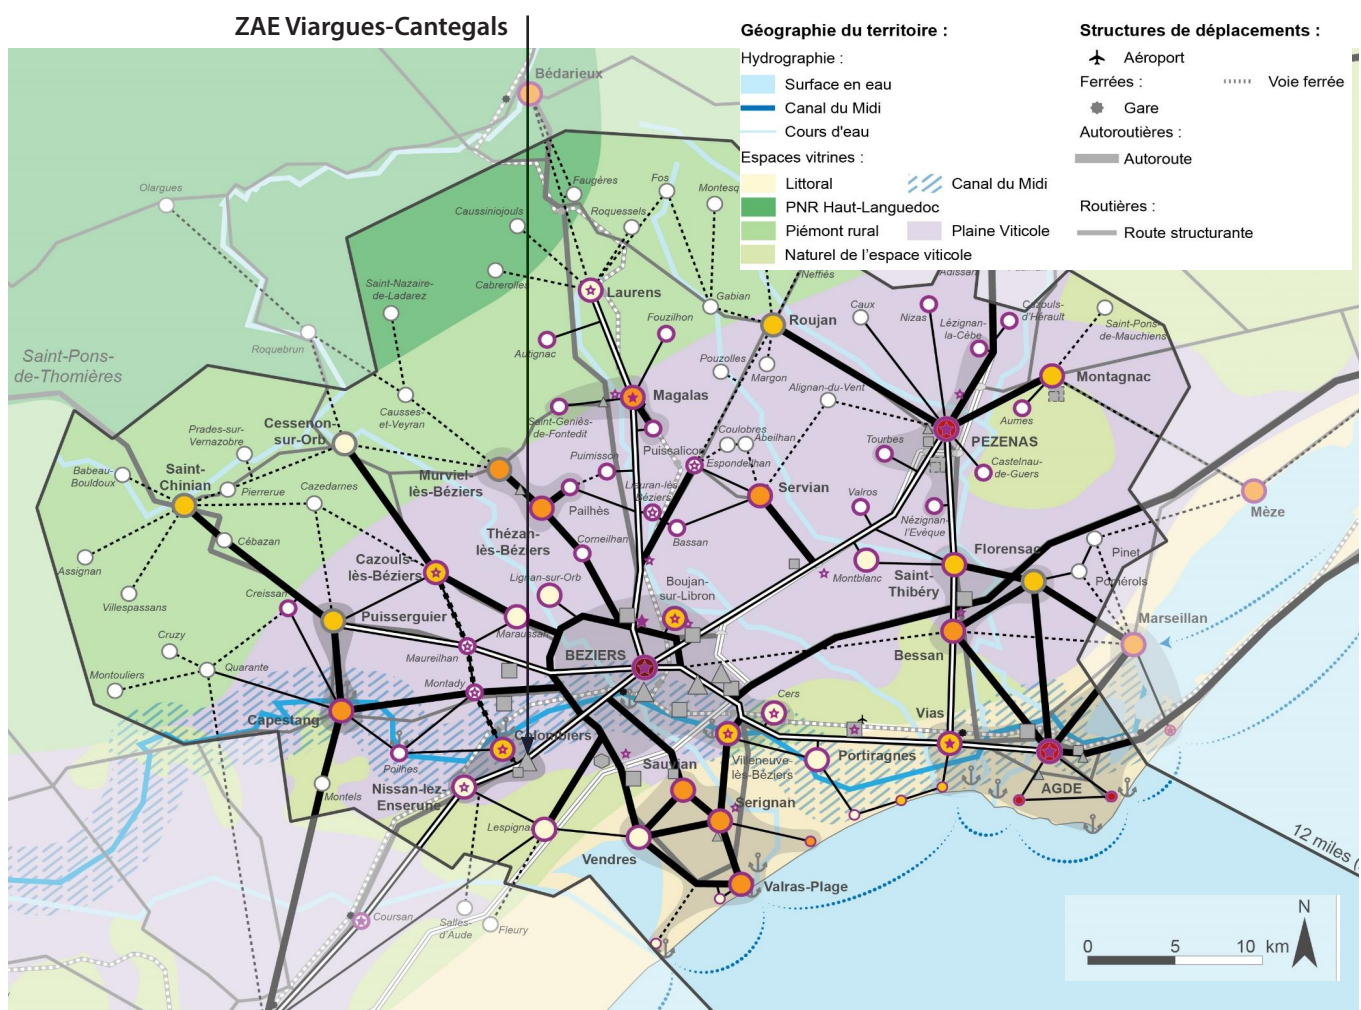 ZAE Viargues-Cantegals
Géographie du territoire :
Hydrographie :
Surface en eau
Canal du Midi
Cours d'eau
Espaces vitrines :
Littoral
Canal du Midi
PNR Haut-Languedoc
Piémont rural
Plaine Viticole
Naturel de l'espace viticole
Structures de déplacements :
Aéroport
Ferrées :
Voie ferrée
Gare
Autoroutières :
Autoroute
Routières :
Route structurante
Bédarieux
Olargues
Faugères
Fos
Montesq
Caussiniojouls
Roquessels
Cabrerolles
Laurens
Saint-Nazaire-
de-Ladarez
Gabian
Neffiès
Adissan
Roujan
Caux
Nizas
Lézignan-
la-Cèbe
Cazouls-
d'Hérault
Saint-Pons-
de-Mauchiens
Fouzilhon
Autignac
Roquebrun
Saint-Pons-
de-Thomières
Pouzolles
Margon
Alignan-du-Vent
Montagnac
Magalas
Causses-
et-Veyran
Saint-Geniès-
de-Fontedit
Aumes
Cessenon-
sur-Orb
Prades-sur-
Vernazobre
Coulobres
Abeilhan
Tourbes
PEZENAS
Puissalicon
Puimisson
Espondeilhan
Castelnau-
de-Guers
Babeau-
Bouldoux
Saint-
Chinian
Pierrerue
Cazedarnes
Murviel-
lès-Béziers
Pailhès
Lieuran-lès-
Béziers
Servian
Valros
Mèze
Nézignan-
l'Evêque
Thézan-
lès-Béziers
Bassan
Corneilhan
Cébazan
Florensac
Pinet
Assignan
Cazouls-
lès-Béziers
Lignan-sur-Orb
Boujan-
sur-Libron
Montblanc
Saint-
Thibéry
Pomérols
Villespassans
Creissan
Puisserguier
Maraussan
Marseillan
Cruzy
Maureilhan
BEZIERS
Bessan
Quarante
Montouliers
Montady
Cers
Capestang
Vias
Colombiers
Poilhes
Villeneuve-
lès-Béziers
Portiragnes
Sauvian
Montels
Nissan-lez-
Enserune
Serignan
AGDE
Lespignan
Vendres
Valras-Plage
Coursan
Salles-
d'Aude
Fleury
12 miles (
N
0 5 10 km